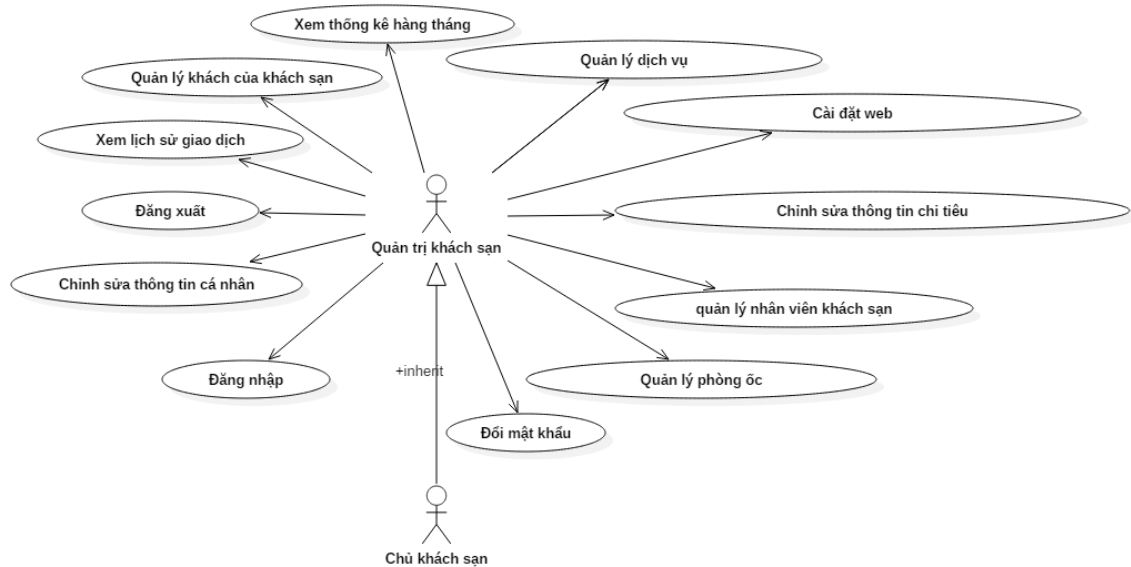 Xem thống kê hàng tháng
Quản lý dịch vụ
Quản lý khách của khách sạn
Cài đặt web
Xem lịch sử giao dịch
Đăng xuất
Chỉnh sửa thông tin chi tiêu
Quản trị khách sạn
Chỉnh sửa thông tin cá nhân
quản lý nhân viên khách sạn
+inherit
Đăng nhập
Quản lý phòng ốc
Đổi mật khẩu
Chủ khách sạn